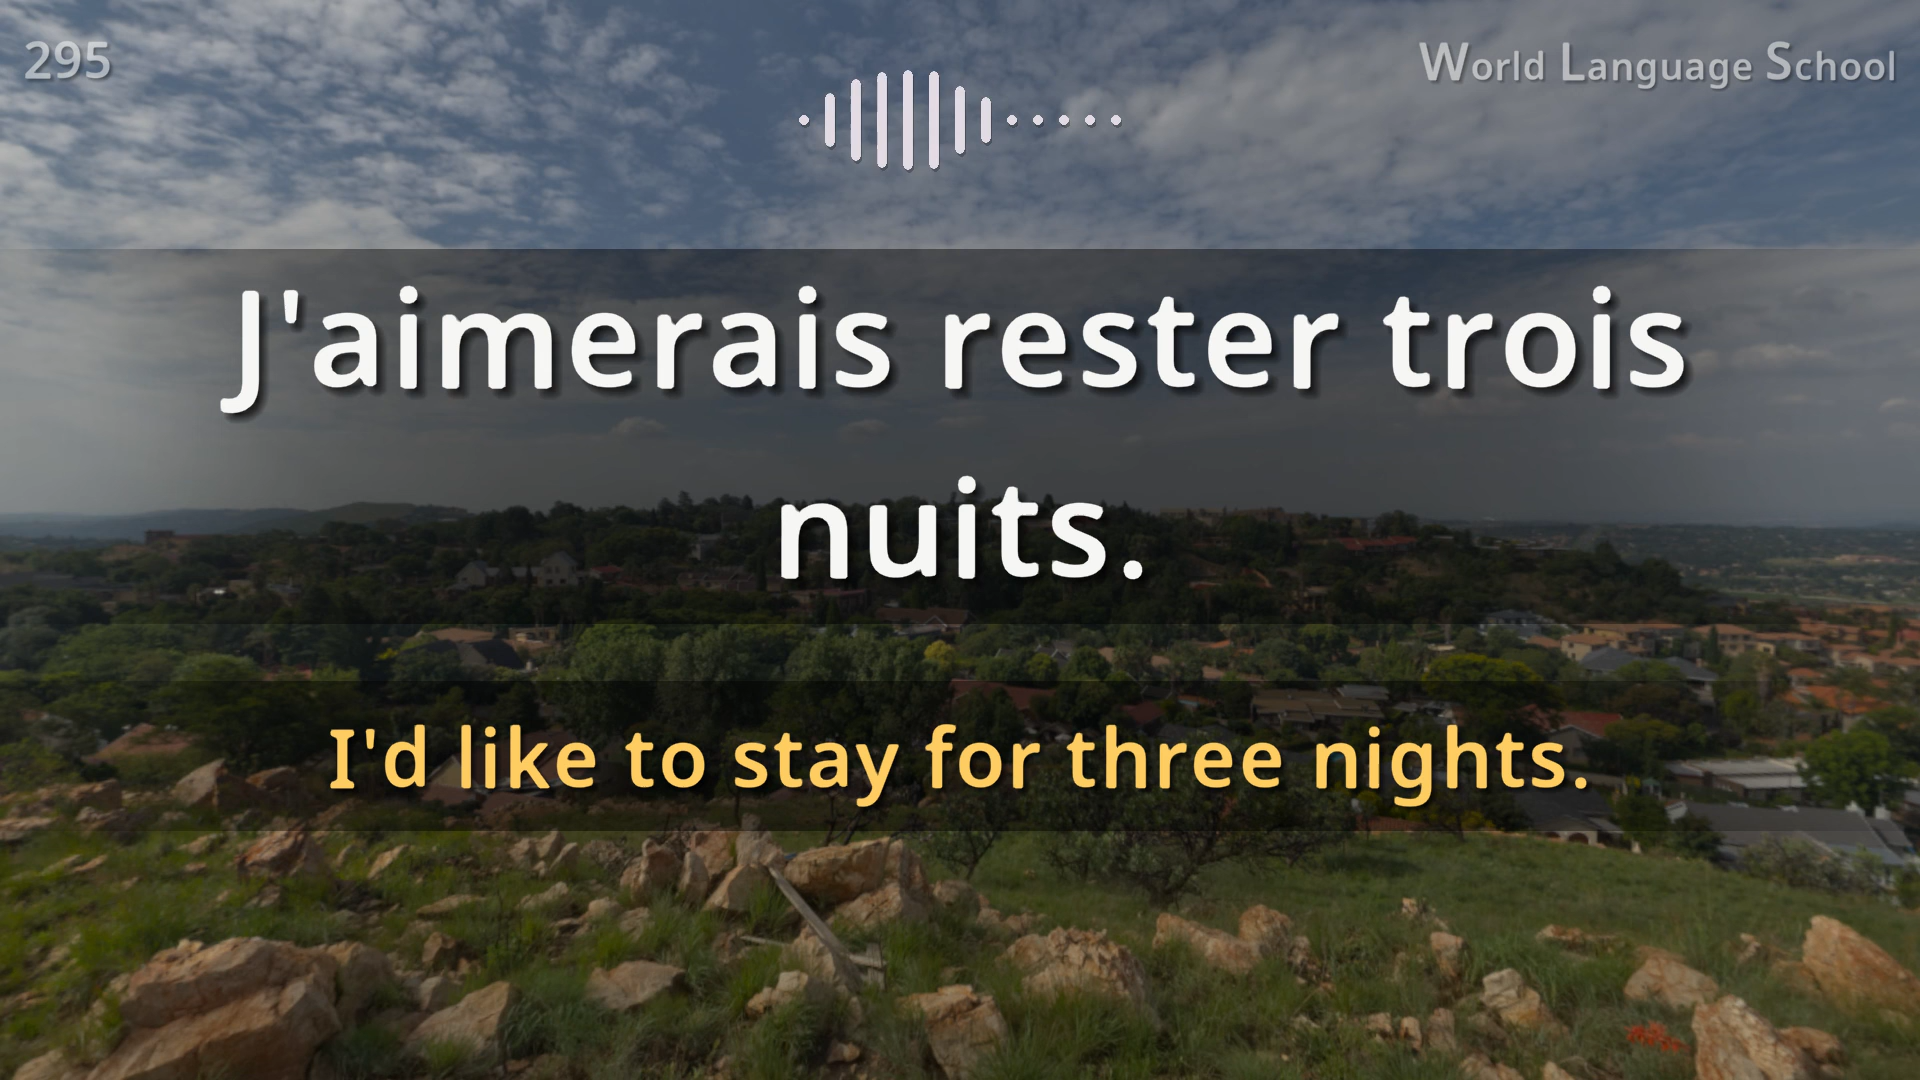 295
World Language School
J'aimerais rester trois
nuits.
I'd like to stay for three nights.